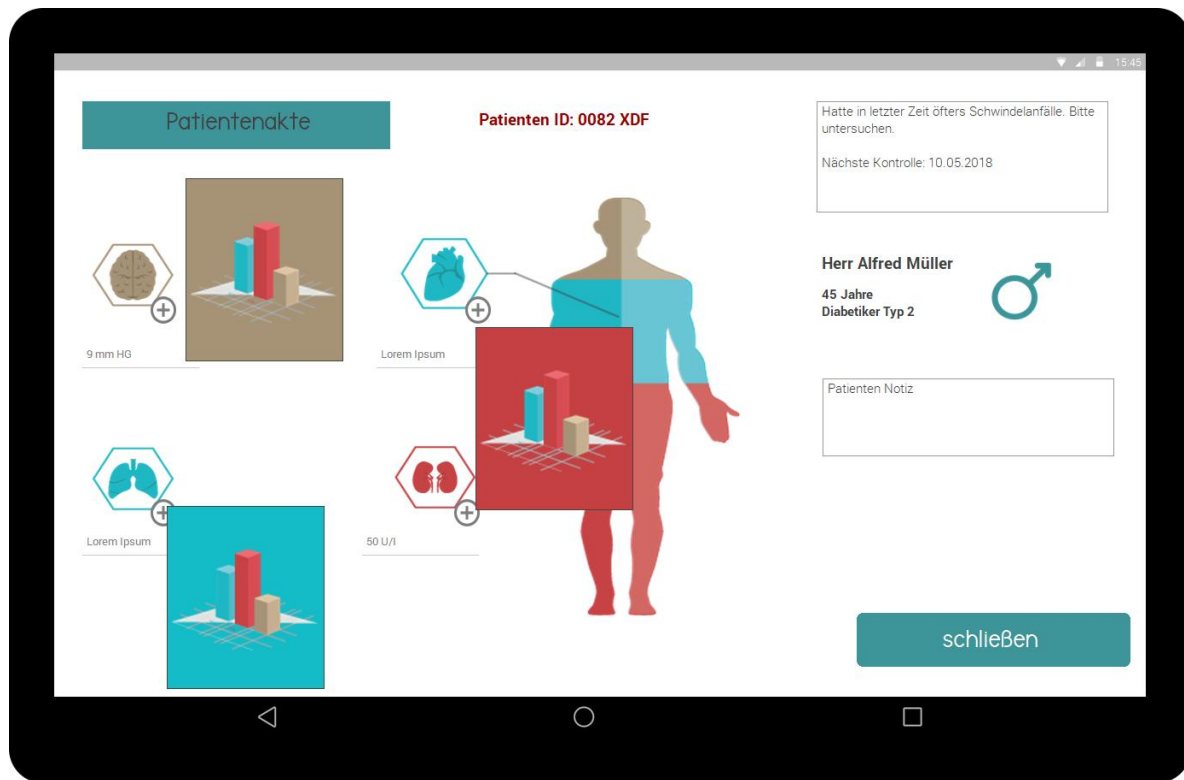 15:45
Patientenakte
Patienten ID: 0082 XDF
Hatte in letzter Zeit öfters Schwindelanfälle. Bitte
untersuchen.
Nächste Kontrolle: 10.05.2018
Herr Alfred Müller
45 Jahre
Diabetiker Typ 2
9 mm HG
Lorem Ipsum
Patienten Notiz
Lorem Ipsum
50 U/l
schließen